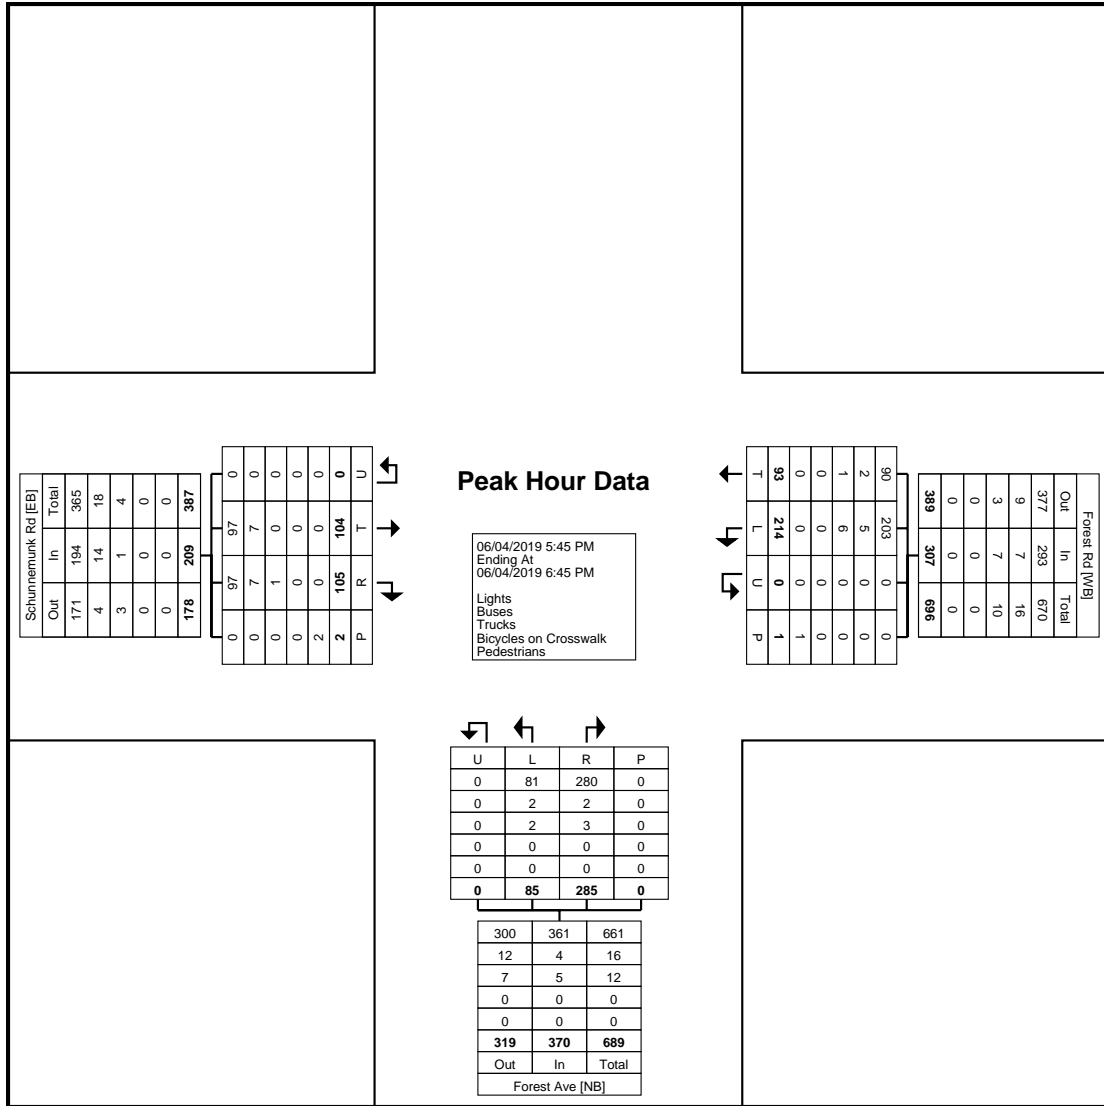 Schunnemunk Rd [EB]
Out In Total
171 194 365
4 14 18
3 1 4
0 0 0
0 0 0
178 209 387
0 97 97 0
0 7 7 0
0 1 0 0
0 0 0 0
2 0 0 0
2 105 104 0
P R T U
Peak Hour Data
06/04/2019 5:45 PM
Ending At
06/04/2019 6:45 PM
Lights
Buses
Trucks
Bicycles on Crosswalk
Pedestrians
Forest Rd [WB]
Out In Total
377 293 670
9 7 16
3 7 10
0 0 0
0 0 0
389 307 696
90 203 0 0
2 5 0 0
1 6 0 0
0 0 0 0
0 0 0 1
93 214 0 1
T L U P
U L R P
0 81 280 0
0 2 2 0
0 2 3 0
0 0 0 0
0 0 0 0
0 85 285 0
300 361 661
12 4 16
7 5 12
0 0 0
0 0 0
319 370 689
Out In Total
Forest Ave [NB]